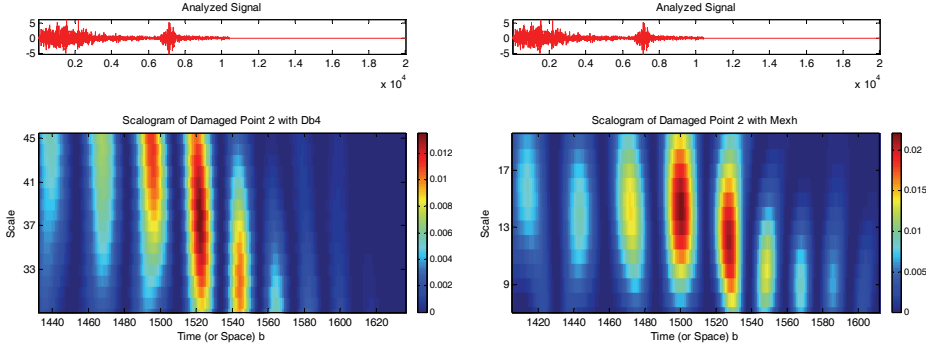 Analyzed Signal
5
0
-5
0.2 0.4 0.6 0.8 1 1.2 1.4 1.6 1.8 2
x 10^4
Scalogram of Damaged Point 2 with Db4
45
41
37
33
Scale
1440 1460 1480 1500 1520 1540 1560 1580 1600 1620
Time (or Space) b
0.012
0.01
0.008
0.006
0.004
0.002
0
Analyzed Signal
5
0
-5
0.2 0.4 0.6 0.8 1 1.2 1.4 1.6 1.8 2
x 10^4
Scalogram of Damaged Point 2 with Mexh
17
13
9
Scale
1420 1440 1460 1480 1500 1520 1540 1560 1580 1600
Time (or Space) b
0.02
0.015
0.01
0.005
0